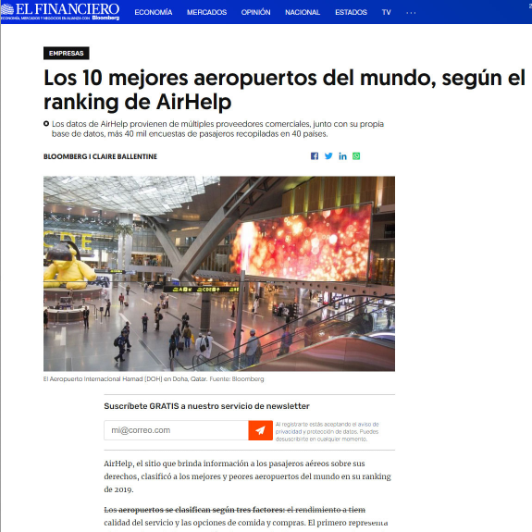 EL FINANCIERO
ECONOMÍA, MERCADOS Y NEGOCIOS EN ALIANZA CON Bloomberg
ECONOMÍA MERCADOS OPINIÓN NACIONAL ESTADOS TV ...
EMPRESAS
Los 10 mejores aeropuertos del mundo, según el
ranking de AirHelp
Los datos de AirHelp provienen de múltiples proveedores comerciales, junto con su propia
base de datos, más 40 mil encuestas de pasajeros recopiladas en 40 países.
BLOOMBERG | CLAIRE BALLENTINE
El Aeropuerto Internacional Hamad (DOH) en Doha, Qatar. Fuente: Bloomberg
Suscríbete GRATIS a nuestro servicio de newsletter
mi@correo.com
Al registrarte estás aceptando el aviso de
privacidad y protección de datos. Puedes
desuscribirte en cualquier momento.
AirHelp, el sitio que brinda información a los pasajeros aéreos sobre sus
derechos, clasificó a los mejores y peores aeropuertos del mundo en su ranking
de 2019.
Los aeropuertos se clasifican según tres factores: el rendimiento a tiem
calidad del servicio y las opciones de comida y compras. El primero representa